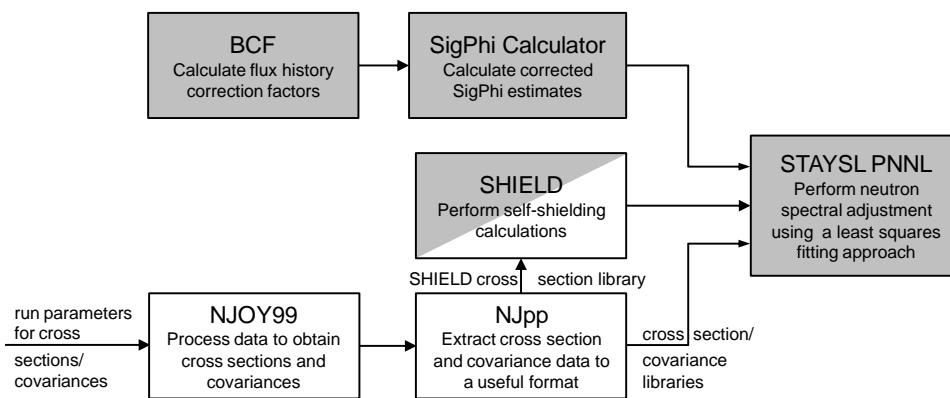 BCF
Calculate flux history
correction factors
SigPhi Calculator
Calculate corrected
SigPhi estimates
STAYSL PNNL
Perform neutron
spectral adjustment
using a least squares
fitting approach
SHIELD
Perform self-shielding
calculations
SHIELD cross section library
run parameters
for cross
sections/
covariances
NJOY99
Process data to obtain
cross sections and
covariances
NJpp
Extract cross section
and covariance data to
a useful format
cross section/
covariance
libraries